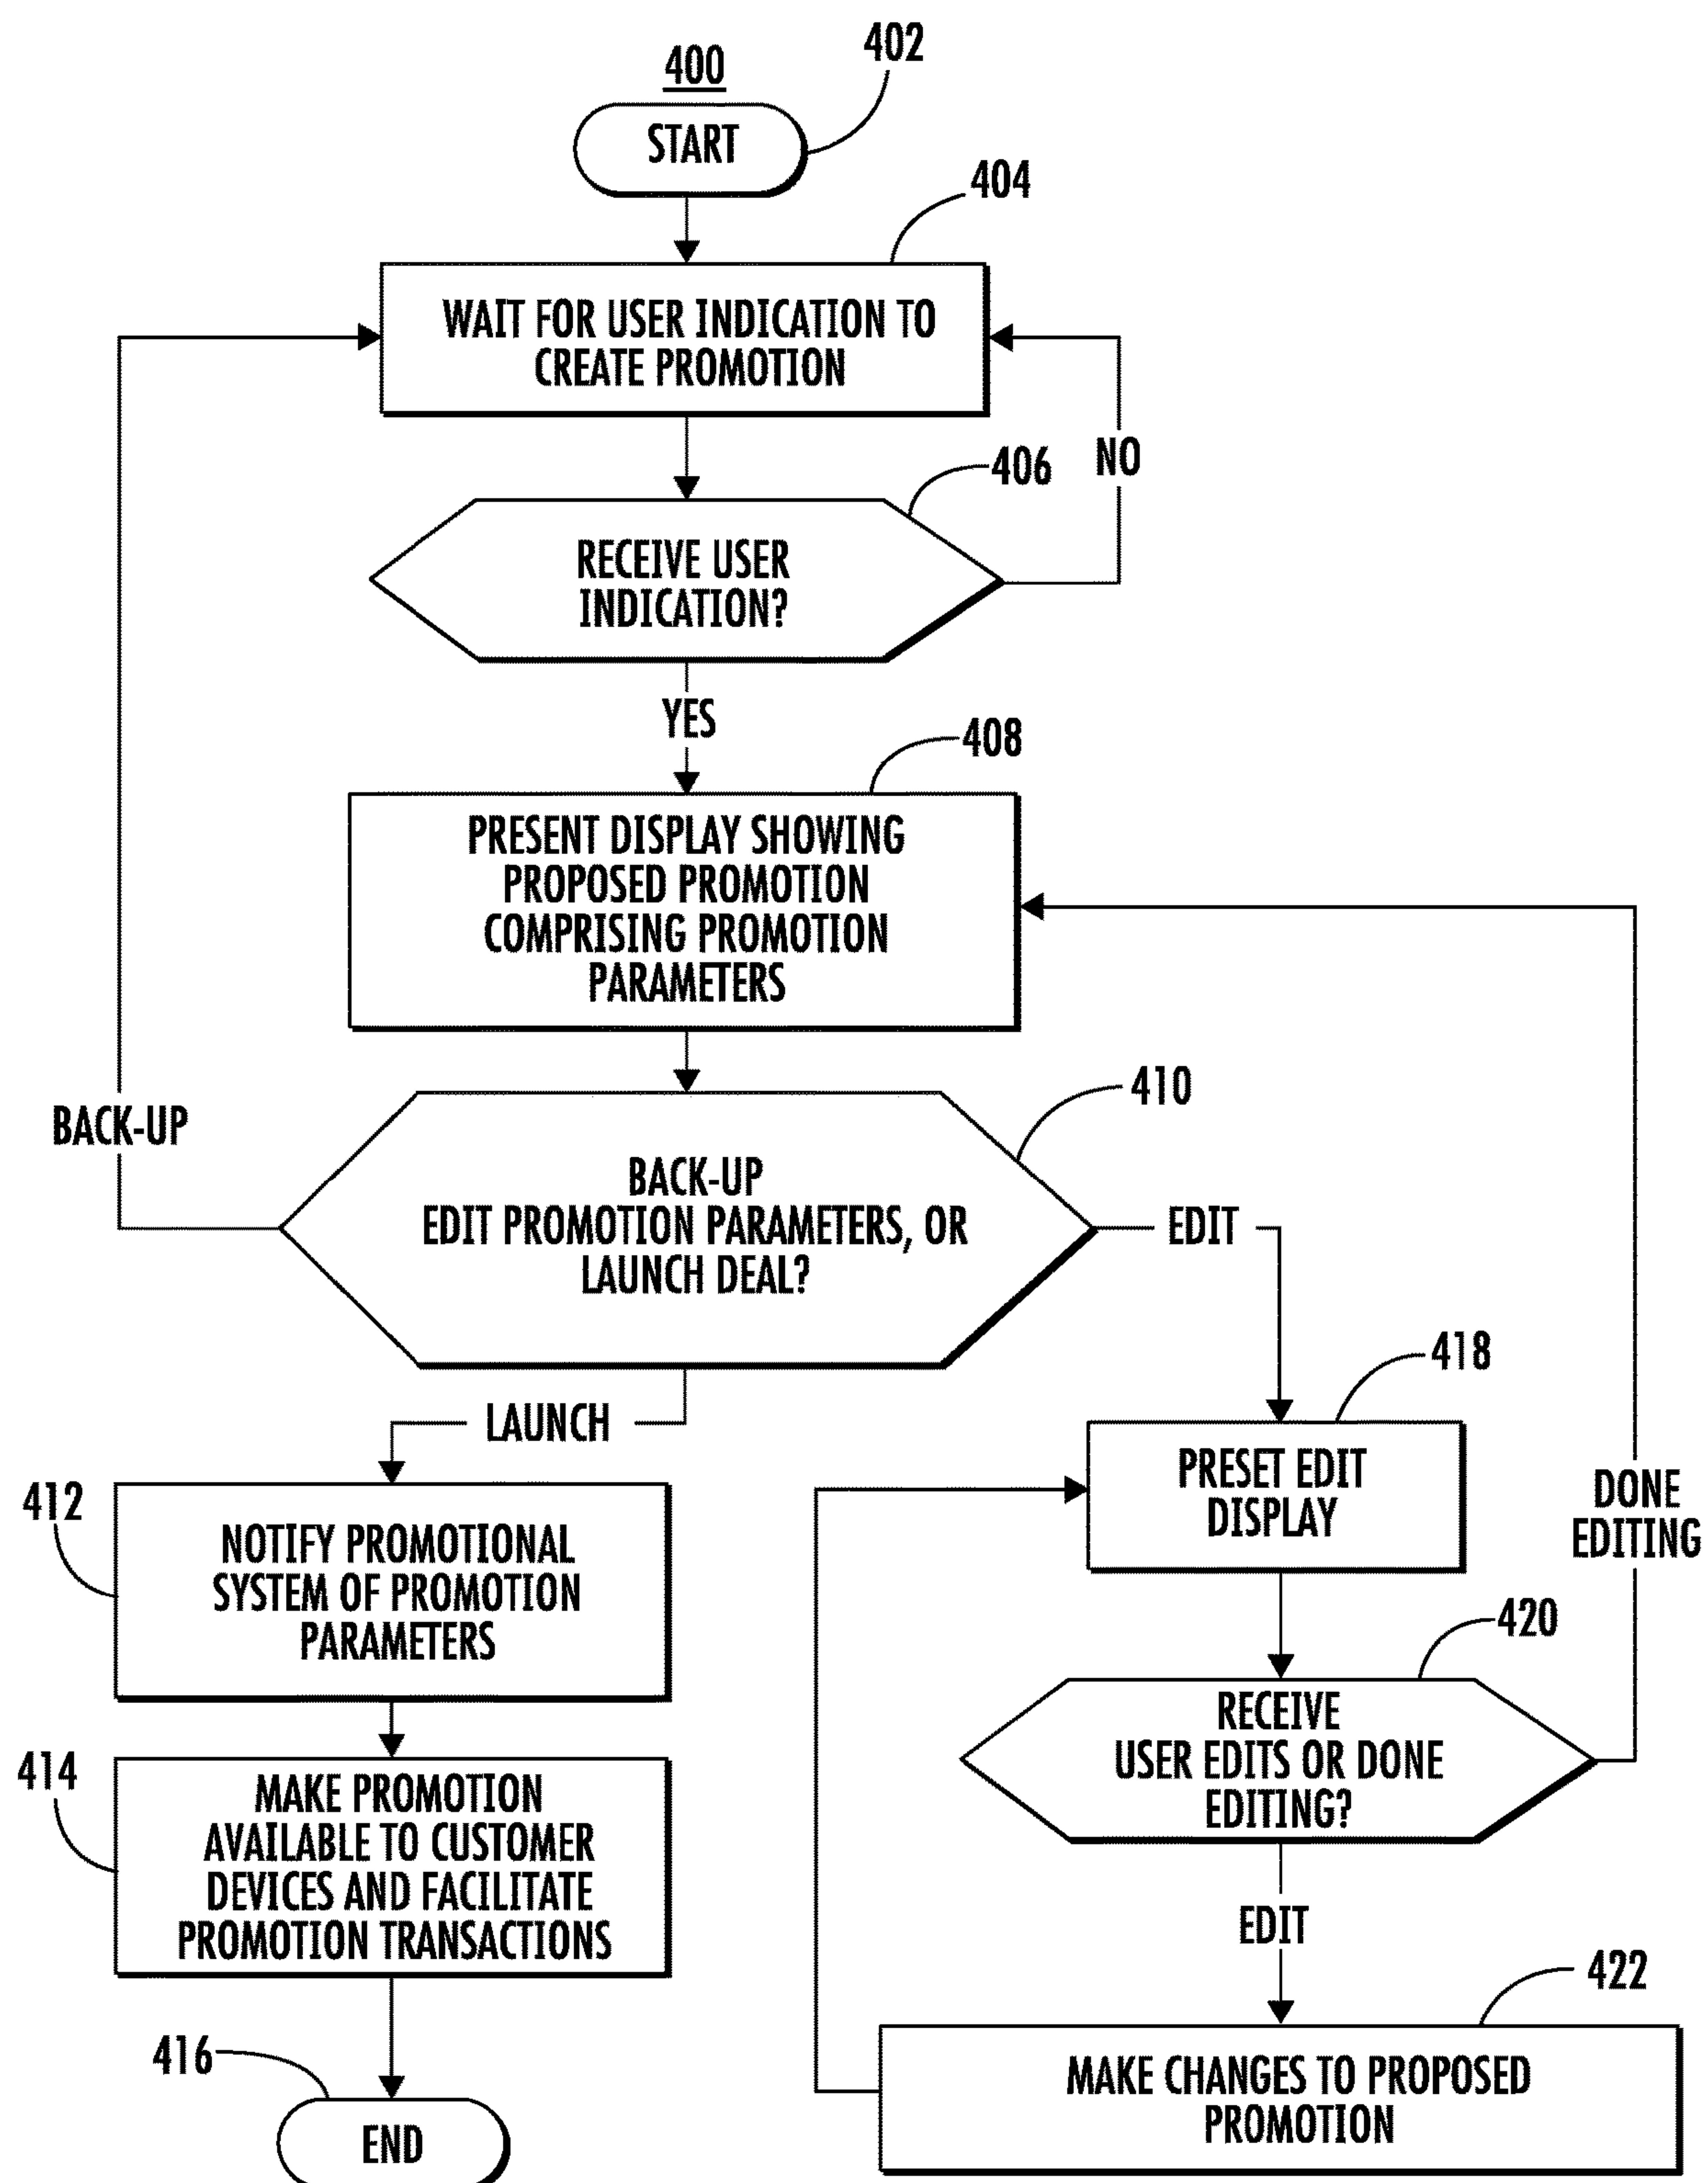 400
402
START
404
WAIT FOR USER INDICATION TO
CREATE PROMOTION
406
NO
RECEIVE USER
INDICATION?
YES
408
PRESENT DISPLAY SHOWING
PROPOSED PROMOTION
COMPRISING PROMOTION
PARAMETERS
410
BACK-UP
BACK-UP
EDIT PROMOTION PARAMETERS, OR
LAUNCH DEAL?
EDIT
LAUNCH
412
NOTIFY PROMOTIONAL
SYSTEM OF PROMOTION
PARAMETERS
414
MAKE PROMOTION
AVAILABLE TO CUSTOMER
DEVICES AND FACILITATE
PROMOTION TRANSACTIONS
416
END
418
PRESET EDIT
DISPLAY
DONE
EDITING
420
RECEIVE
USER EDITS OR DONE
EDITING?
EDIT
422
MAKE CHANGES TO PROPOSED
PROMOTION